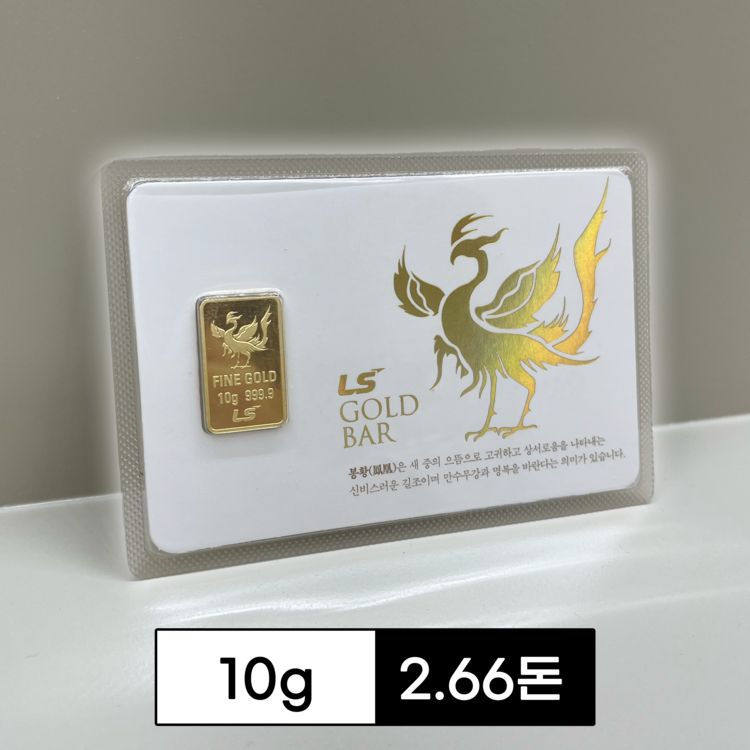 FINE GOLD
10g 999.9
LS
LS
GOLD
BAR
봉황(鳳凰)은 새 중의 으뜸으로 고귀하고 상서로움을 나타내는
신비스러운 길조이며 만수무강과 명복을 바란다는 의미가 있습니다.
10g 2.66돈